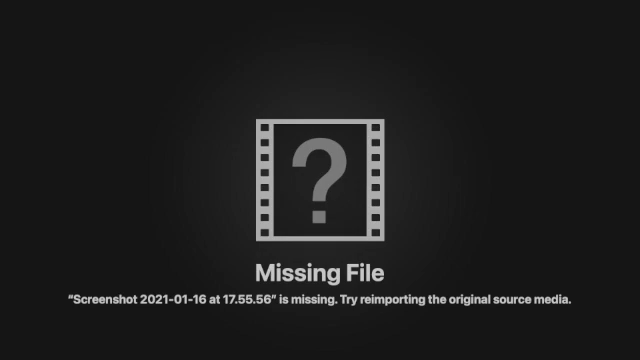 ?
Missing File
"Screenshot 2021-01-16 at 17.55.56" is missing. Try reimporting the original source media.